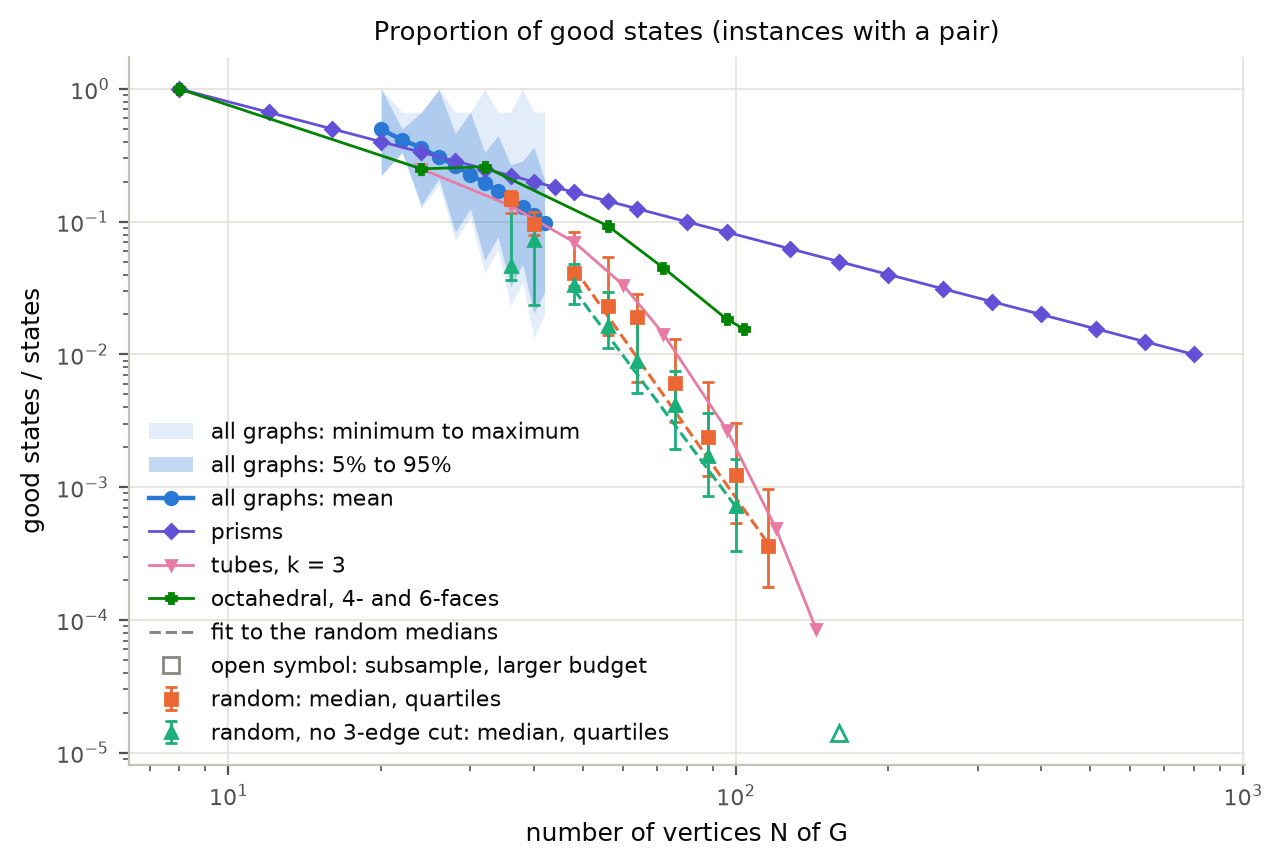 Proportion of good states (instances with a pair)
10⁰
10⁻¹
10⁻²
10⁻³
10⁻⁴
10⁻⁵
good states / states
all graphs: minimum to maximum
all graphs: 5% to 95%
all graphs: mean
prisms
tubes, k = 3
octahedral, 4- and 6-faces
fit to the random medians
open symbol: subsample, larger budget
random: median, quartiles
random, no 3-edge cut: median, quartiles
10¹ 10² 10³
number of vertices N of G